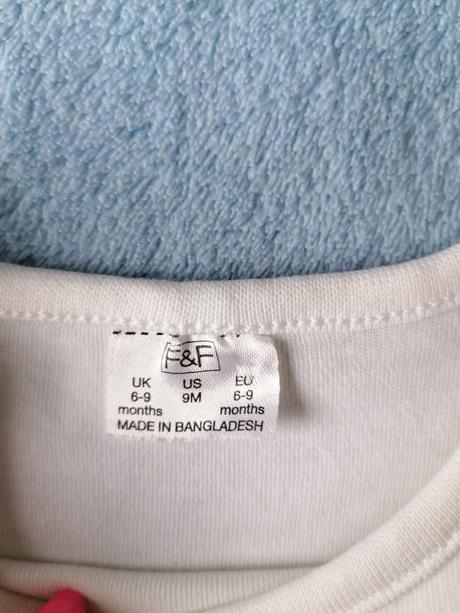 F&F
UK US EU
6-9 9M 6-9
months months
MADE IN BANGLADESH